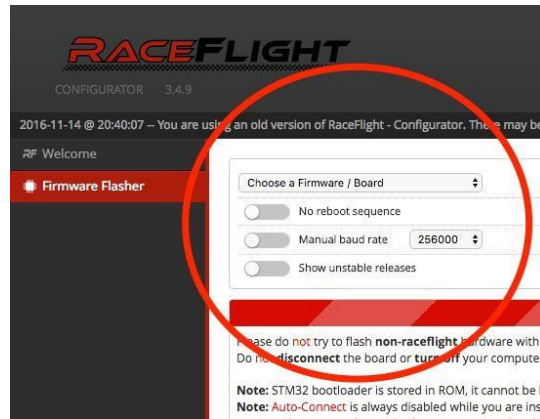 RACEFLIGHT
CONFIGURATOR 3.4.9
2016-11-14 @ 20:40:07 -- You are using an old version of RaceFlight - Configurator. There may be
RF Welcome
Firmware Flasher
Choose a Firmware / Board
No reboot sequence
Manual baud rate 256000
Show unstable releases
Please do not try to flash non-raceflight hardware with
Do not disconnect the board or turn off your compute
Note: STM32 bootloader is stored in ROM, it cannot be
Note: Auto-Connect is always disabled while you are ins